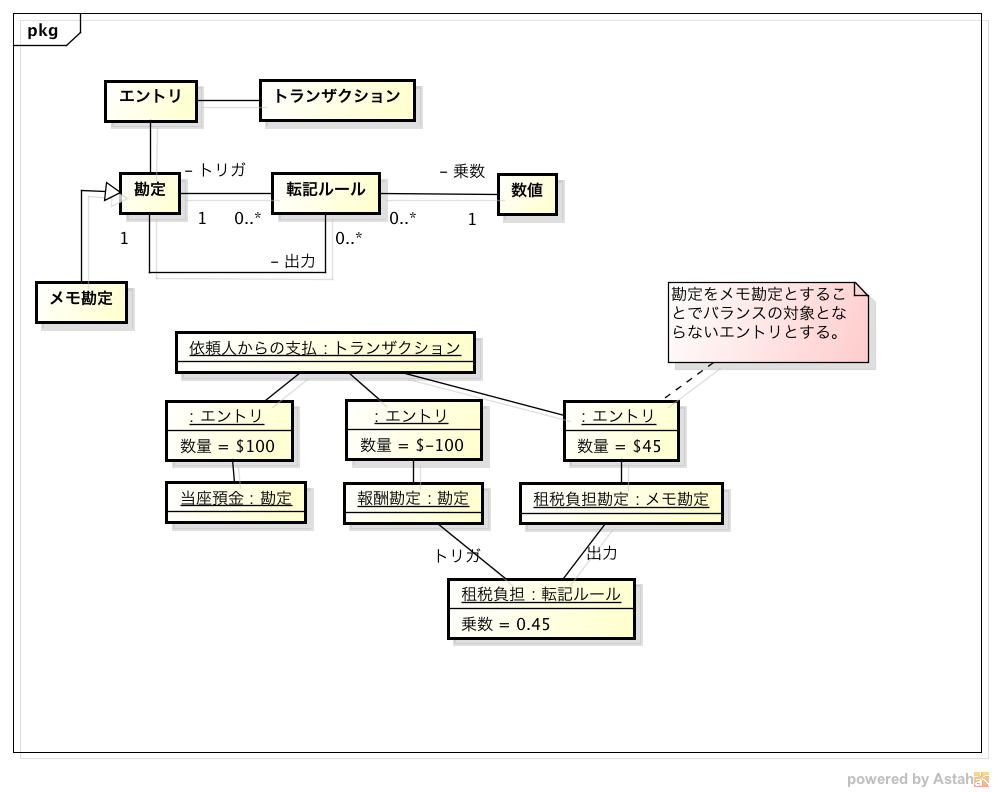 pkg
エントリ
トランザクション
勘定
- トリガ
転記ルール
- 乗数
数値
1
0..*
0..*
1
1
0..*
- 出力
メモ勘定
勘定をメモ勘定とするこ
とでバランスの対象とな
らないエントリとする。
依頼人からの支払 : トランザクション
: エントリ
数量 = $100
: エントリ
数量 = $-100
: エントリ
数量 = $45
当座預金 : 勘定
報酬勘定 : 勘定
租税負担勘定 : メモ勘定
トリガ
出力
租税負担 : 転記ルール
乗数 = 0.45
powered by Astah